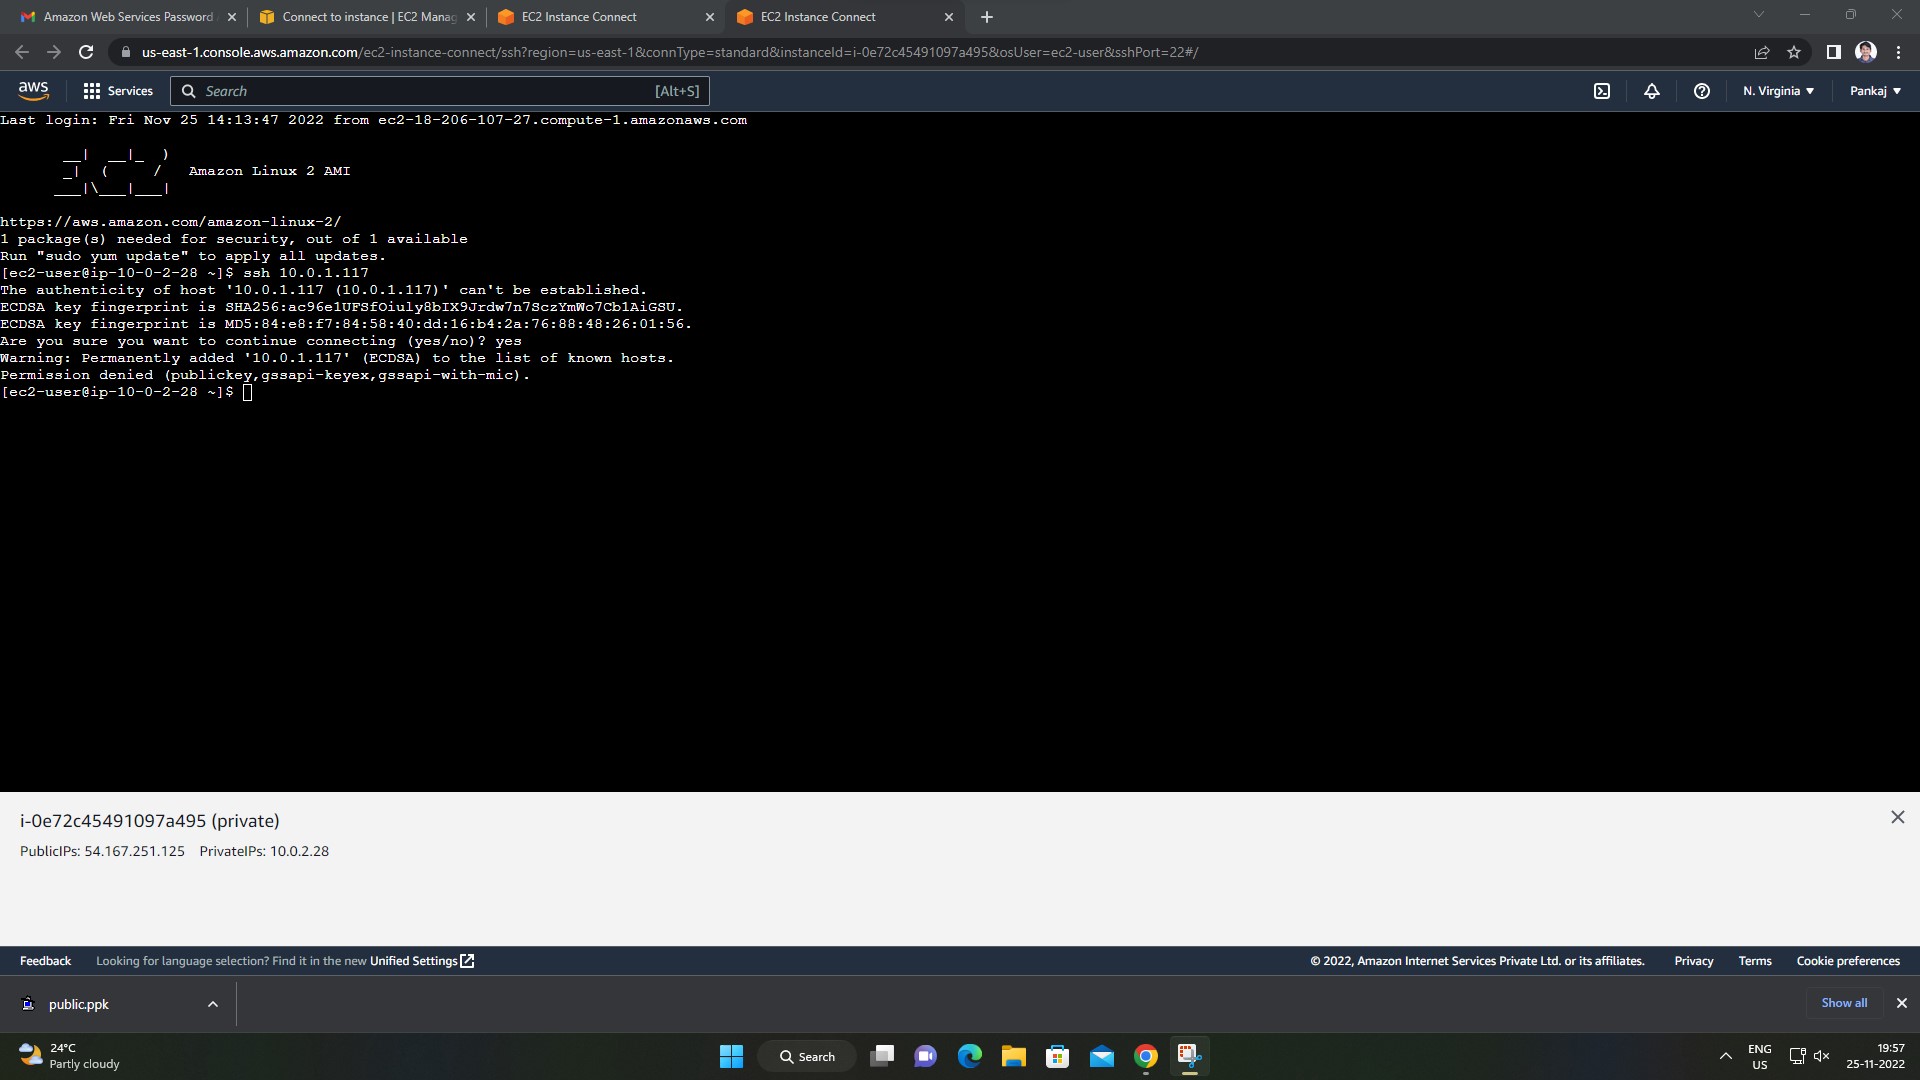 Amazon Web Services Password
Connect to instance | EC2 Manag
EC2 Instance Connect
EC2 Instance Connect
us-east-1.console.aws.amazon.com/ec2-instance-connect/ssh?region=us-east-1&connType=standard&instanceId=i-0e72c45491097a495&osUser=ec2-user&sshPort=22#/
aws
Services
Search
[Alt+S]
N. Virginia
Pankaj
Last login: Fri Nov 25 14:13:47 2022 from ec2-18-206-107-27.compute-1.amazonaws.com
       __|  __|_  )
       _|  (     /   Amazon Linux 2 AMI
      ___|\___|___|
https://aws.amazon.com/amazon-linux-2/
1 package(s) needed for security, out of 1 available
Run "sudo yum update" to apply all updates.
[ec2-user@ip-10-0-2-28 ~]$ ssh 10.0.1.117
The authenticity of host '10.0.1.117 (10.0.1.117)' can't be established.
ECDSA key fingerprint is SHA256:ac96e1UFSfOiuly8bIX9Jrdw7n7SczYmWo7Cb1AiGSU.
ECDSA key fingerprint is MD5:84:e8:f7:84:58:40:dd:16:b4:2a:76:88:48:26:01:56.
Are you sure you want to continue connecting (yes/no)? yes
Warning: Permanently added '10.0.1.117' (ECDSA) to the list of known hosts.
Permission denied (publickey,gssapi-keyex,gssapi-with-mic).
[ec2-user@ip-10-0-2-28 ~]$
i-0e72c45491097a495 (private)
PublicIPs: 54.167.251.125 PrivateIPs: 10.0.2.28
Feedback
Looking for language selection? Find it in the new Unified Settings
© 2022, Amazon Internet Services Private Ltd. or its affiliates.
Privacy
Terms
Cookie preferences
public.ppk
Show all
24°C
Partly cloudy
Search
ENG
US
19:57
25-11-2022